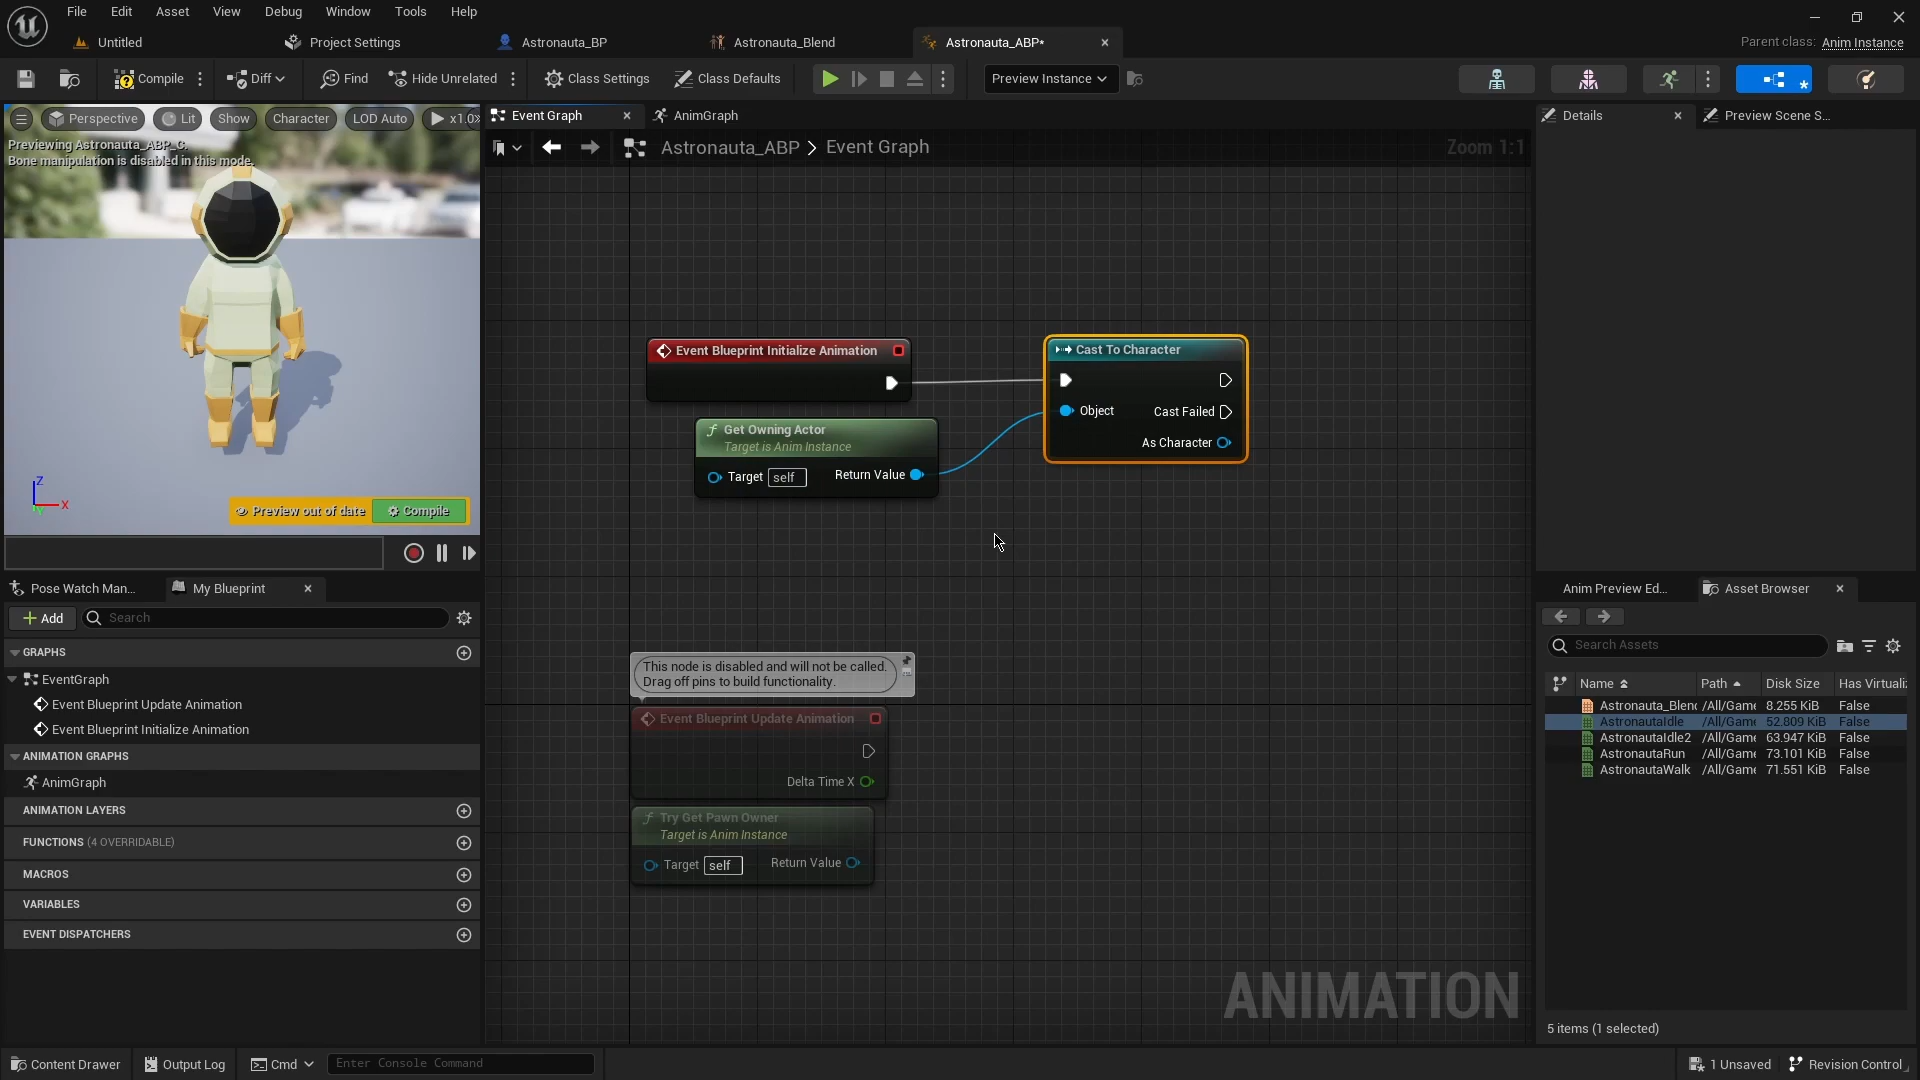 File Edit Asset View Debug Window Tools Help
Untitled Project Settings Astronauta_BP Astronauta_Blend Astronauta_ABP* Parent class: Anim Instance
Compile Diff Find Hide Unrelated Class Settings Class Defaults Preview Instance
Perspective Lit Show Character LOD Auto x1.0
Previewing Astronauta_ABP_C.
Bone manipulation is disabled in this mode.
Z
X
Preview out of date Compile
Event Graph AnimGraph
Astronauta_ABP > Event Graph Zoom 1:1
Event Blueprint Initialize Animation
Get Owning Actor
Target is Anim Instance
Target self Return Value
Cast To Character
Object Cast Failed
As Character
This node is disabled and will not be called.
Drag off pins to build functionality.
Event Blueprint Update Animation
Delta Time X
Try Get Pawn Owner
Target is Anim Instance
Target self Return Value
ANIMATION
Pose Watch Man... My Blueprint
Add Search
GRAPHS
EventGraph
Event Blueprint Update Animation
Event Blueprint Initialize Animation
ANIMATION GRAPHS
AnimGraph
ANIMATION LAYERS
FUNCTIONS (4 OVERRIDABLE)
MACROS
VARIABLES
EVENT DISPATCHERS
Details Preview Scene S...
Anim Preview Ed... Asset Browser
Search Assets
Name Path Disk Size Has Virtuali
Astronauta_Blend /All/Game 8.255 KiB False
AstronautaIdle /All/Game 52.809 KiB False
AstronautaIdle2 /All/Game 63.947 KiB False
AstronautaRun /All/Game 73.101 KiB False
AstronautaWalk /All/Game 71.551 KiB False
5 items (1 selected)
Content Drawer Output Log Cmd Enter Console Command 1 Unsaved Revision Control